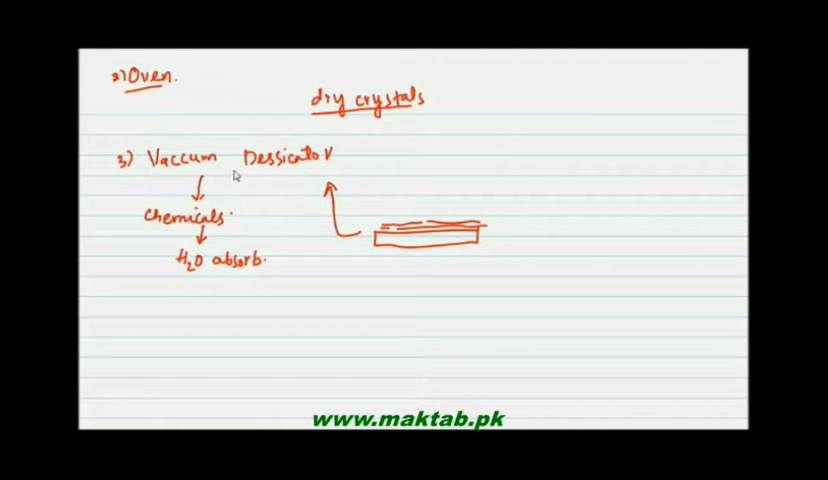 2) Oven.
dry crystals
3) Vaccum Dessicator
chemicals.
H₂O absorb.
www.maktab.pk